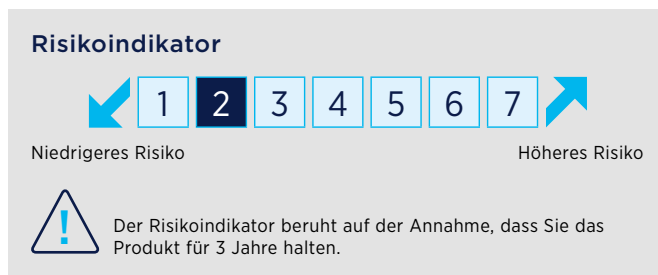 Risikoindikator
1 2 3 4 5 6 7
Niedrigeres Risiko Höheres Risiko
! Der Risikoindikator beruht auf der Annahme, dass Sie das
Produkt für 3 Jahre halten.